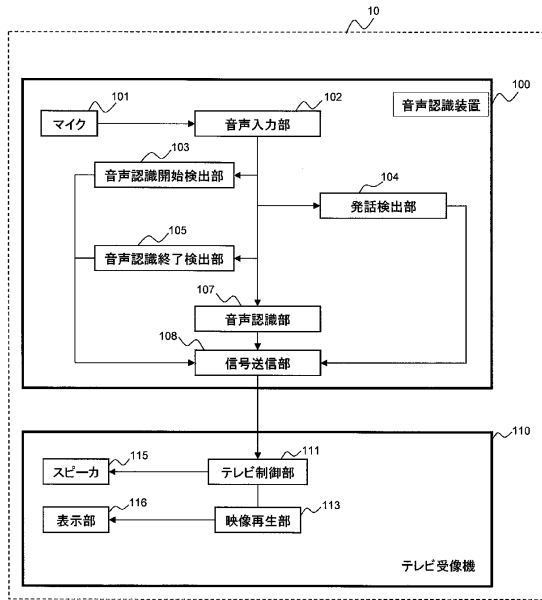 10
100
101
102
音声認識装置
マイク
音声入力部
103
音声認識開始検出部
104
発話検出部
105
音声認識終了検出部
107
音声認識部
108
信号送信部
110
115
111
スピーカ
テレビ制御部
116
113
表示部
映像再生部
テレビ受像機